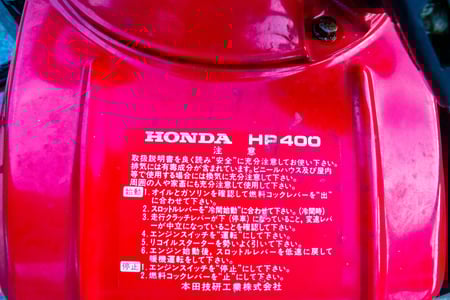 HONDA HP400
注意
取扱説明書を良く読み"安全"に充分注意してお使い下さい。
排気には有毒成分が含まれています。ビニールハウス及び屋内
等で使用する場合には換気に充分注意して下さい。
周囲の人や家畜にも充分注意して下さい。
始動 1.オイルとガソリンを確認して燃料コックレバーを"出"
に合わせて下さい。
2.スロットルレバーを"冷間始動"に合わせて下さい。(冷間時)
3.走行クラッチレバーが下(停車)になっていること、変速レバ
ーが中立になっていることを確認して下さい。
4.エンジンスイッチを"運転"にして下さい。
5.リコイルスターターを勢いよく引いて下さい。
6.エンジン始動後、スロットルレバーを低速に戻して
暖機運転をして下さい。
停止 1.エンジンスイッチを"停止"にして下さい。
2.燃料コックレバーを"止"にして下さい。
本田技研工業株式会社